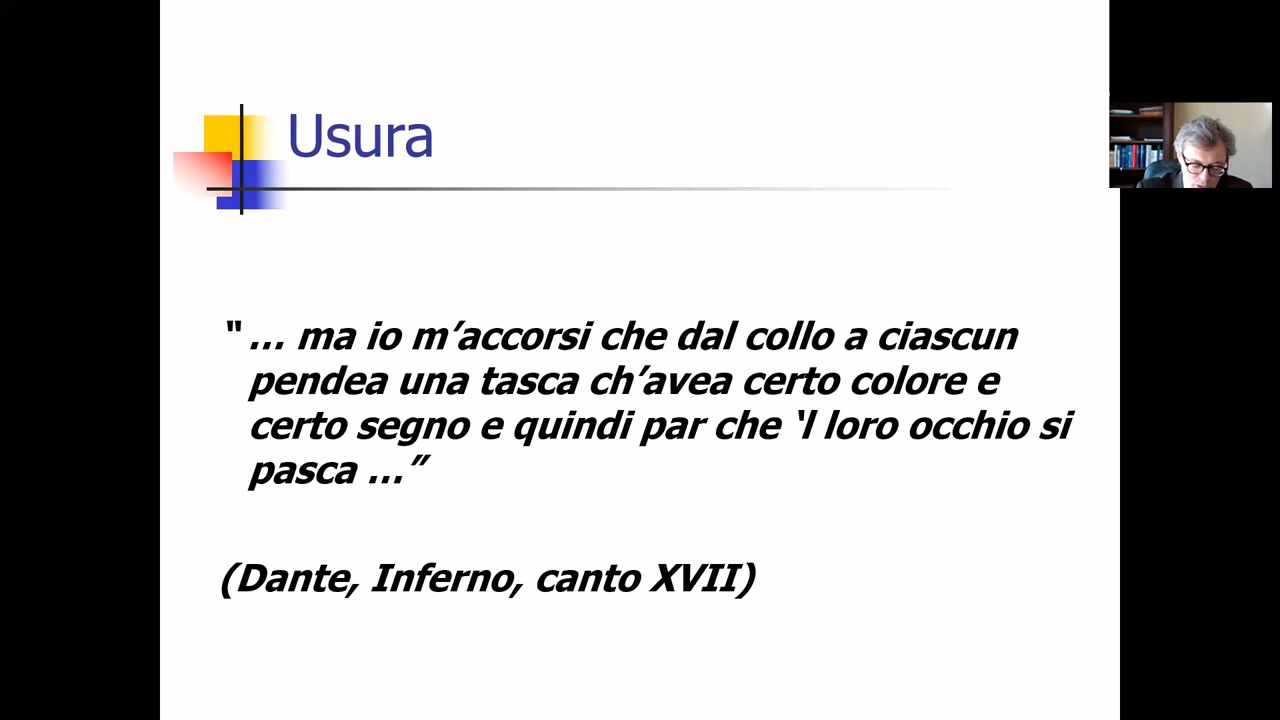 Usura
“ … ma io m’accorsi che dal collo a ciascun
pendea una tasca ch’avea certo colore e
certo segno e quindi par che ‘l loro occhio si
pasca …”
(Dante, Inferno, canto XVII)